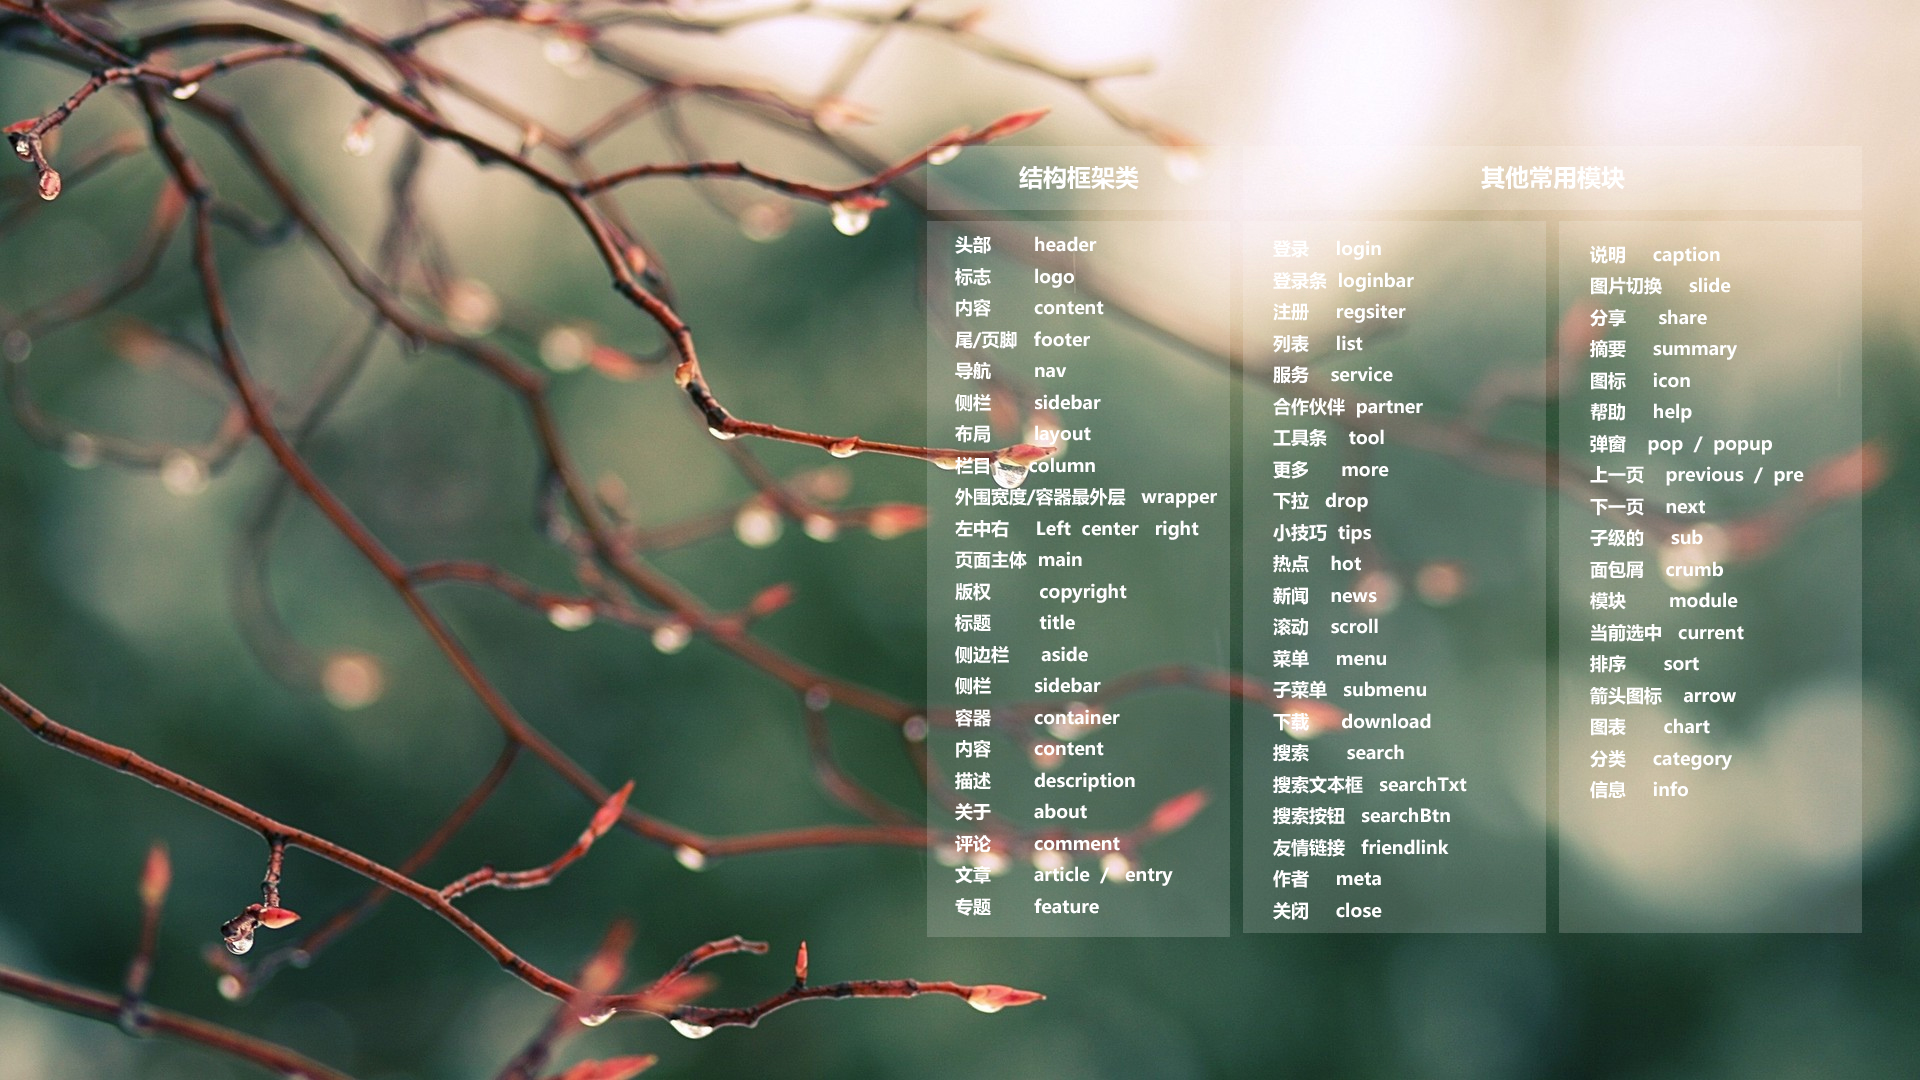 结构框架类
头部 header
标志 logo
内容 content
尾/页脚 footer
导航 nav
侧栏 sidebar
布局 layout
栏目 column
外围宽度/容器最外层 wrapper
左中右 Left center right
页面主体 main
版权 copyright
标题 title
侧边栏 aside
侧栏 sidebar
容器 container
内容 content
描述 description
关于 about
评论 comment
文章 article / entry
专题 feature
其他常用模块
登录 login
登录条 loginbar
注册 regsiter
列表 list
服务 service
合作伙伴 partner
工具条 tool
更多 more
下拉 drop
小技巧 tips
热点 hot
新闻 news
滚动 scroll
菜单 menu
子菜单 submenu
下载 download
搜索 search
搜索文本框 searchTxt
搜索按钮 searchBtn
友情链接 friendlink
作者 meta
关闭 close
说明 caption
图片切换 slide
分享 share
摘要 summary
图标 icon
帮助 help
弹窗 pop / popup
上一页 previous / pre
下一页 next
子级的 sub
面包屑 crumb
模块 module
当前选中 current
排序 sort
箭头图标 arrow
图表 chart
分类 category
信息 info